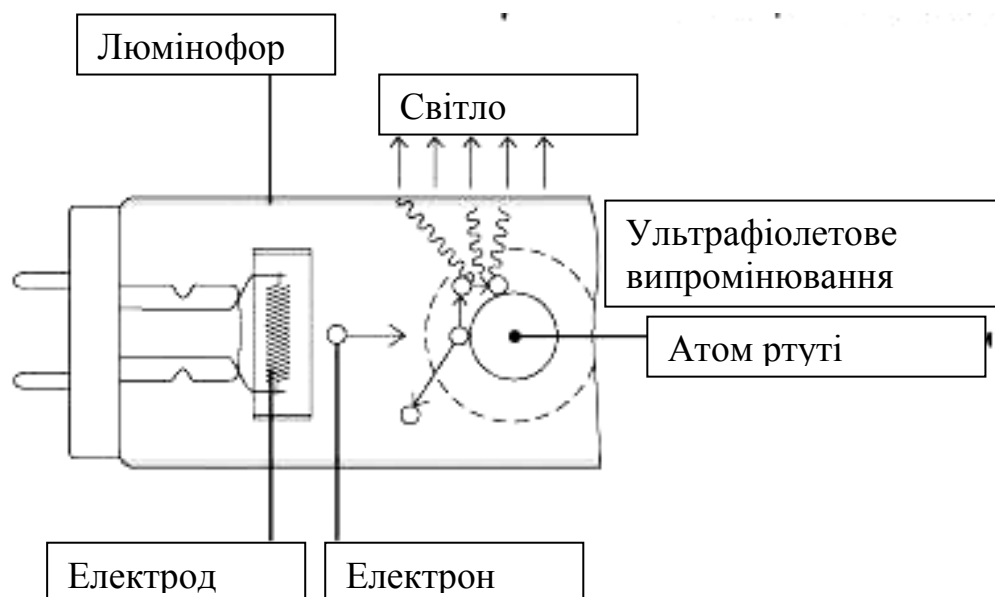 Люмінофор
Світло
Ультрафіолетове
випромінювання
Атом ртуті
Електрод
Електрон